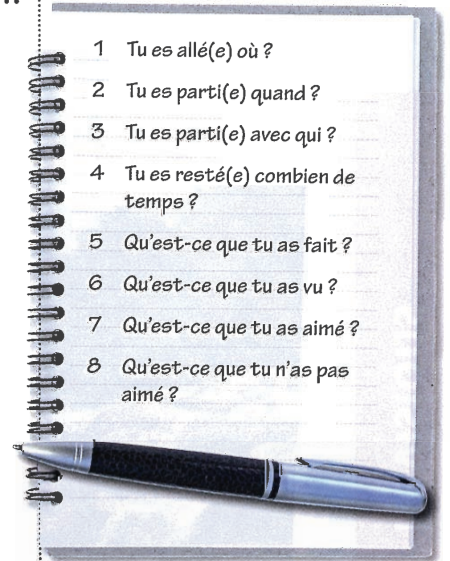 1 Tu es allé(e) où ?
2 Tu es parti(e) quand ?
3 Tu es parti(e) avec qui ?
4 Tu es resté(e) combien de
temps ?
5 Qu'est-ce que tu as fait ?
6 Qu'est-ce que tu as vu ?
7 Qu'est-ce que tu as aimé ?
8 Qu'est-ce que tu n'as pas
aimé ?